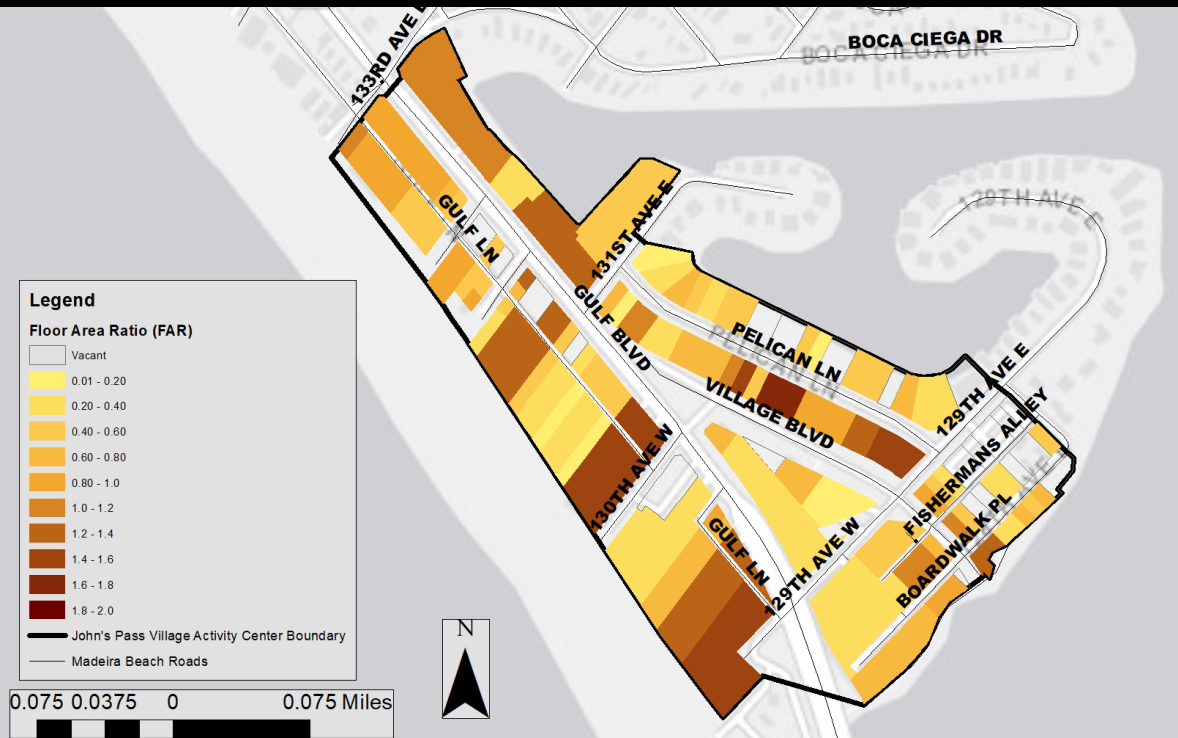 BOCA CIEGA DR
BOCA CIEGA DR
133RD AVE E
129TH AVE E
131ST AVE E
GULF LN
GULF BLVD
PELICAN LN
PELICAN LN
VILLAGE BLVD
129TH AVE E
FISHERMANS ALLEY
130TH AVE W
GULF LN
129TH AVE W
BOARDWALK PL
Legend
Floor Area Ratio (FAR)
Vacant
0.01 - 0.20
0.20 - 0.40
0.40 - 0.60
0.60 - 0.80
0.80 - 1.0
1.0 - 1.2
1.2 - 1.4
1.4 - 1.6
1.6 - 1.8
1.8 - 2.0
John's Pass Village Activity Center Boundary
Madeira Beach Roads
N
0.075 0.0375 0 0.075 Miles